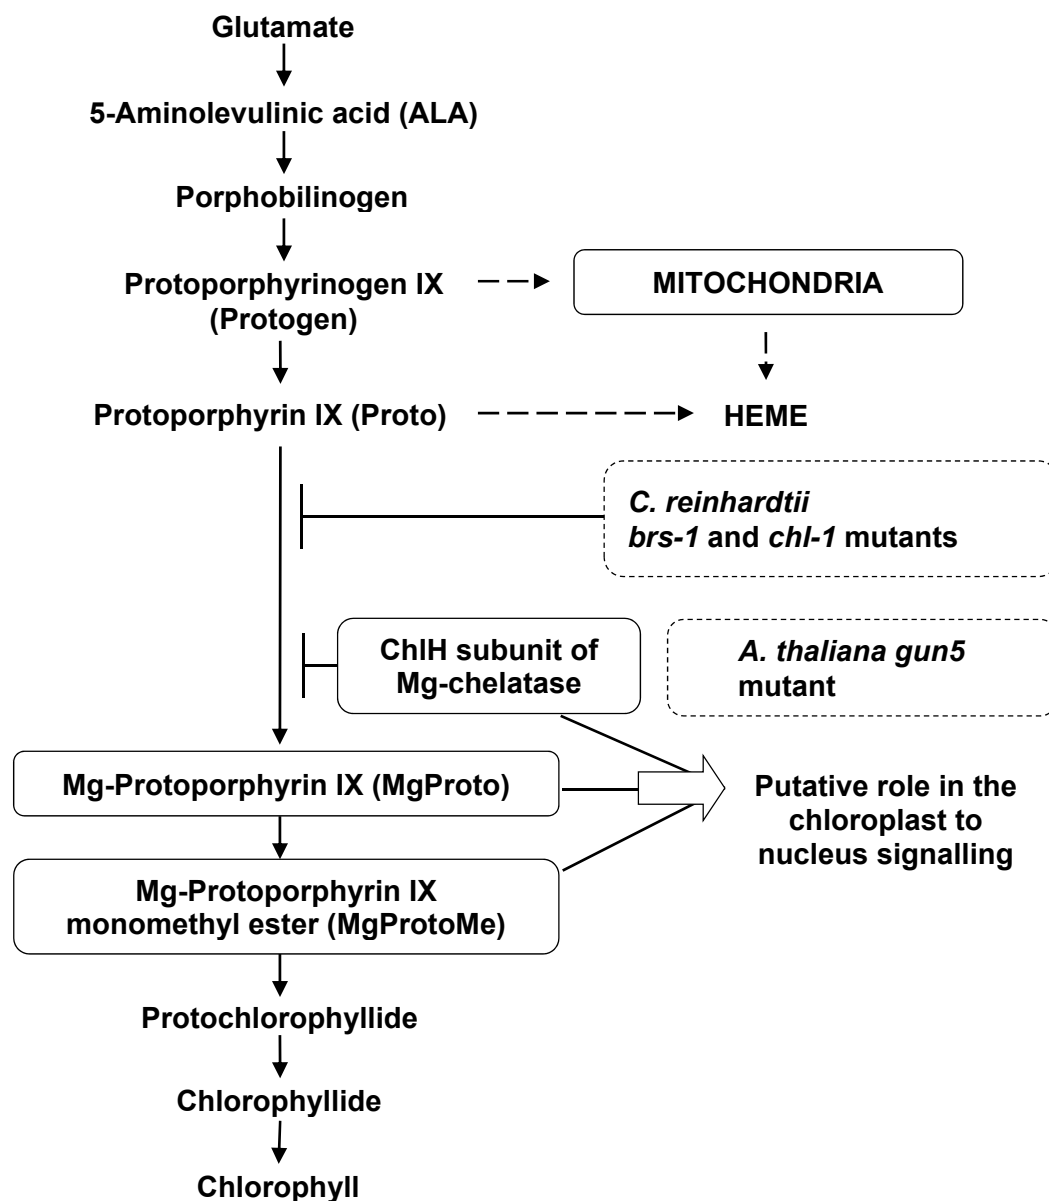 Glutamate
5-Aminolevulinic acid (ALA)
Porphobilinogen
Protoporphyrinogen IX
(Protogen)
MITOCHONDRIA
Protoporphyrin IX (Proto)
HEME
C. reinhardtii
brs-1 and chl-1 mutants
ChlH subunit of
Mg-chelatase
A. thaliana gun5
mutant
Mg-Protoporphyrin IX (MgProto)
Putative role in the
chloroplast to
nucleus signalling
Mg-Protoporphyrin IX
monomethyl ester (MgProtoMe)
Protochlorophyllide
Chlorophyllide
Chlorophyll